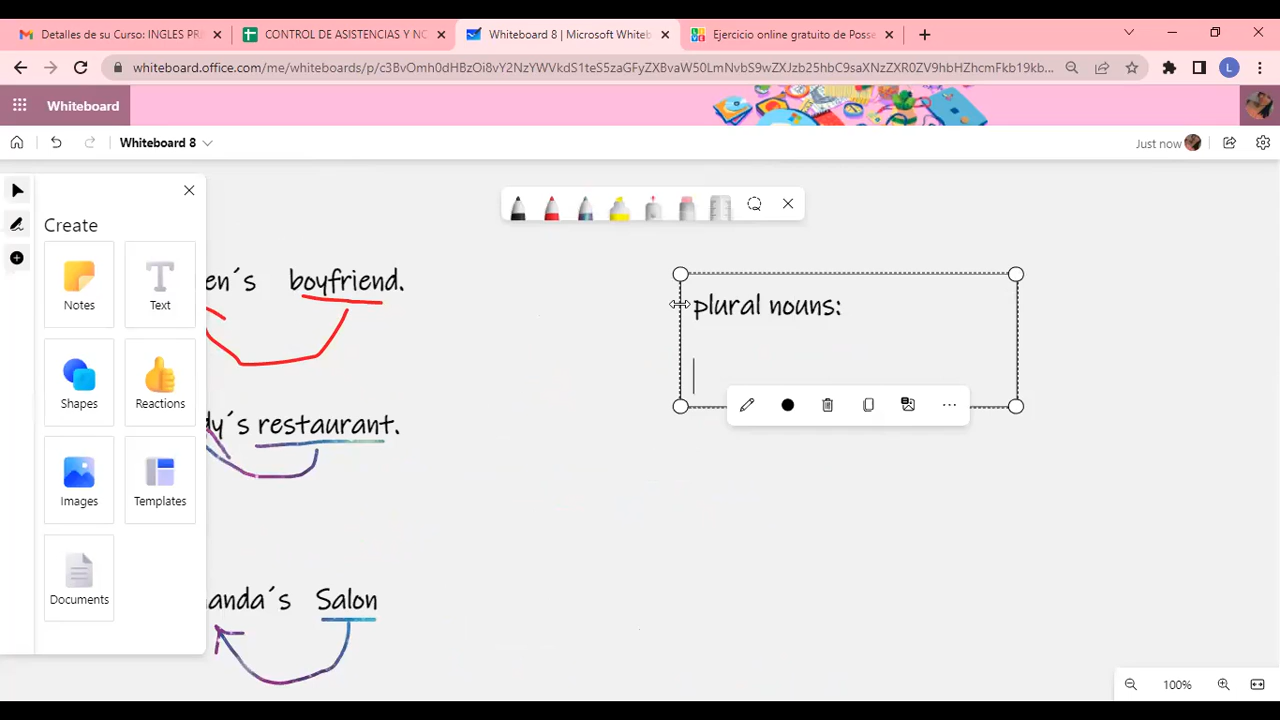 Detalles de su Curso: INGLES PR
CONTROL DE ASISTENCIAS Y NO
Whiteboard 8 | Microsoft Whiteb
Ejercicio online gratuito de Posse
whiteboard.office.com/me/whiteboards/p/c3BvOmh0dHBzOi8vY2NzYWVkdS1teS5zaGFyZXBvaW50LmNvbS9wZXJzb25hbC9saXNzZXR0ZV9hbHZhcmFkb19kb...
L
Whiteboard
Whiteboard 8
Just now
Create
Notes
Text
Shapes
Reactions
Images
Templates
Documents
en´s boyfriend.
dy´s restaurant.
anda´s Salon
plural nouns:
100%